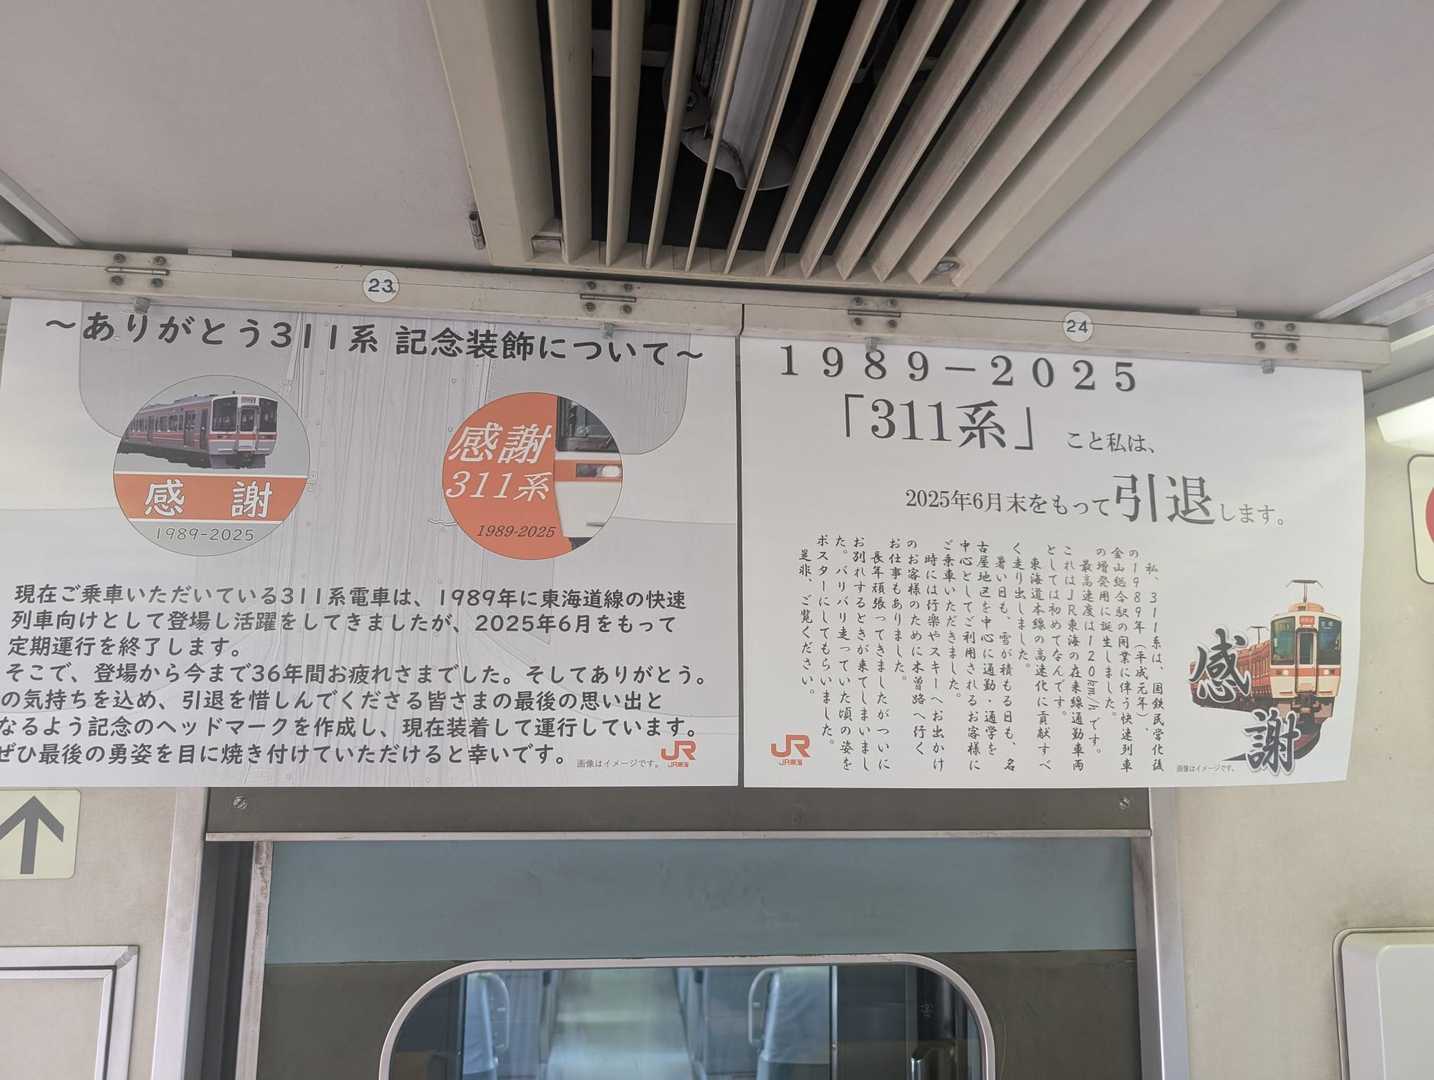 23
～ありがとう311系 記念装飾について～
感 謝
1989-2025
感謝
311系
1989-2025
現在ご乗車いただいている311系電車は、1989年に東海道線の快速
列車向けとして登場し活躍をしてきましたが、2025年6月をもって
定期運行を終了します。
そこで、登場から今まで36年間お疲れさまでした。そしてありがとう。
の気持ちを込め、引退を惜しんでくださる皆さまの最後の思い出と
なるよう記念のヘッドマークを作成し、現在装着して運行しています。
ぜひ最後の勇姿を目に焼き付けていただけると幸いです。
画像はイメージです。
JR
JR東海
24
1989－2025
「311系」こと私は、
2025年6月末をもって引退します。
私、311系は、国鉄民営化後
の1989年（平成元年）、
金山総合駅の開業に伴う快速列車
の増発用に誕生しました。
最高速度は120km/hです。
これはJR東海の在来線通勤車両
としては初めてなんです。
東海道本線の高速化に貢献すべ
く走り出しました。
暑い日も、雪が積もる日も、名
古屋地区を中心に通勤・通学を
中心としてご利用されるお客様に
ご乗車いただきました。
時には行楽やスキーへお出かけ
のお客様のために木曽路へ行く
お仕事もありました。
長年頑張ってきましたがついに
お別れするときが来てしまいまし
た。バリバリ走っていた頃の姿を
ポスターにしてもらいました。
是非、ご覧ください。
感謝
画像はイメージです。
JR
JR東海